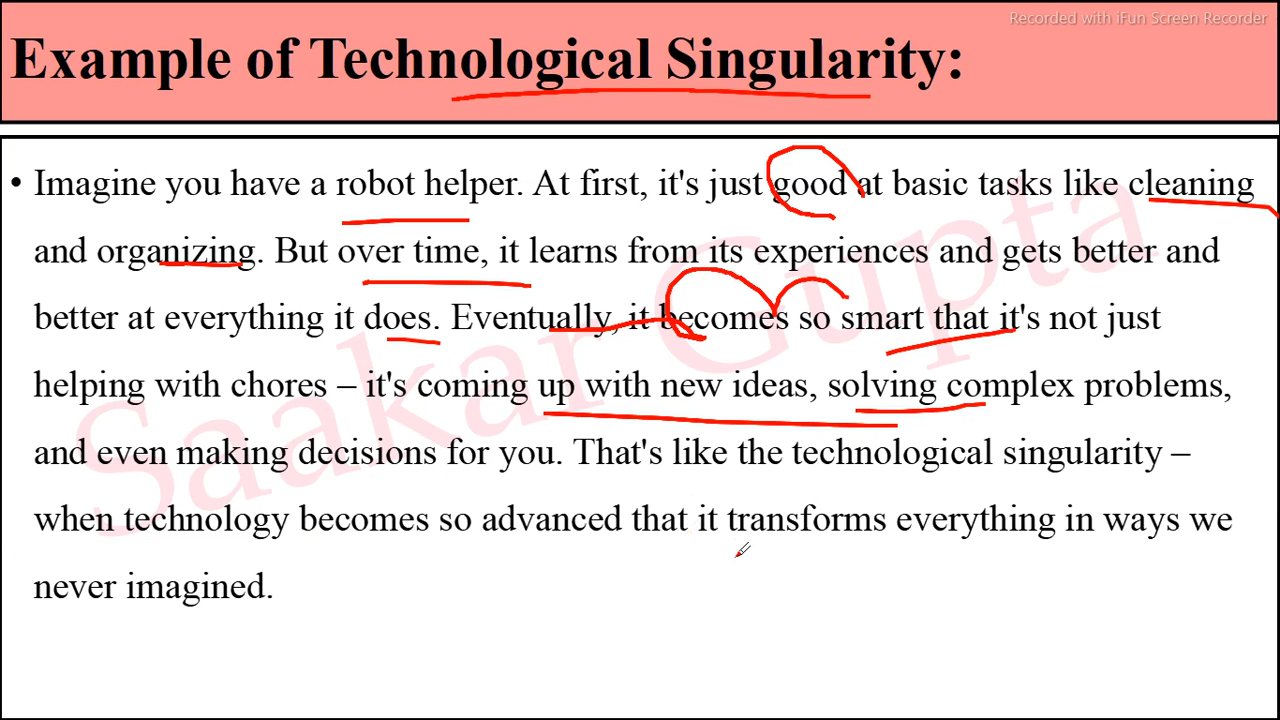 Recorded with iFun Screen Recorder
Example of Technological Singularity:
• Imagine you have a robot helper. At first, it's just good at basic tasks like cleaning
and organizing. But over time, it learns from its experiences and gets better and
better at everything it does. Eventually, it becomes so smart that it's not just
helping with chores – it's coming up with new ideas, solving complex problems,
and even making decisions for you. That's like the technological singularity –
when technology becomes so advanced that it transforms everything in ways we
never imagined.
Saakar Gupta